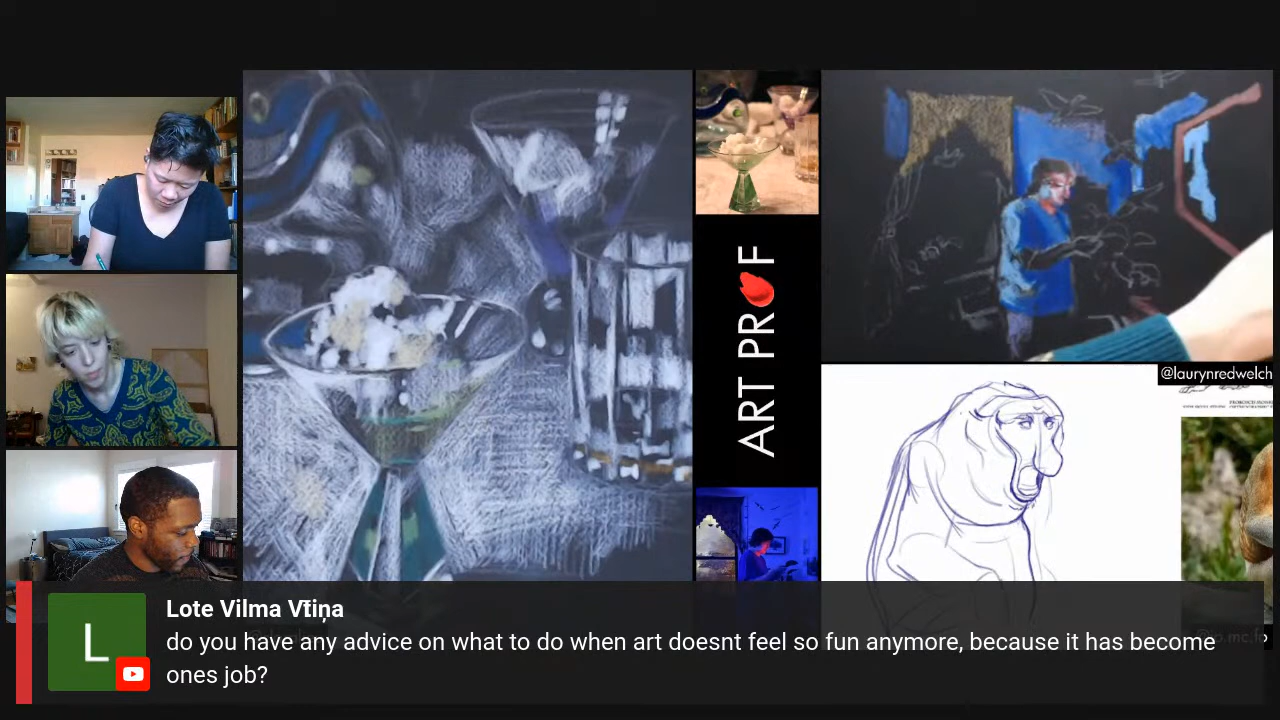 ART PROF
@laurynredwelch
Lote Vilma Vītiņa
do you have any advice on what to do when art doesnt feel so fun anymore, because it has become
ones job?